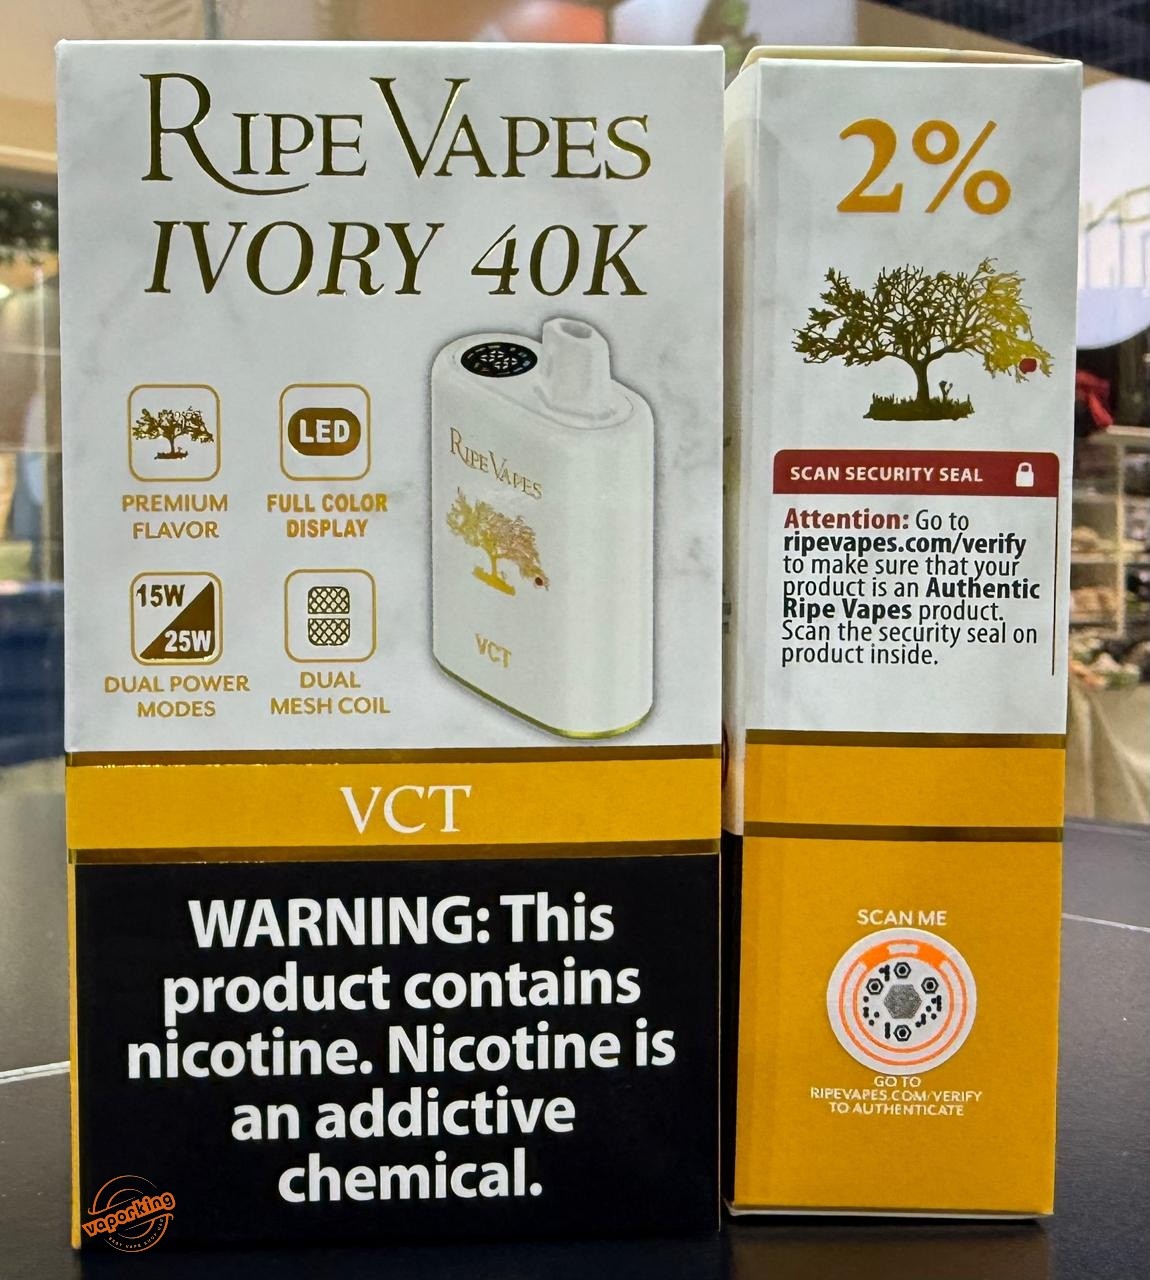 RIPE VAPES
IVORY 40K
LED
PREMIUM
FLAVOR
FULL COLOR
DISPLAY
15W
25W
DUAL POWER
MODES
DUAL
MESH COIL
RIPE VAPES
VCT
VCT
WARNING: This
product contains
nicotine. Nicotine is
an addictive
chemical.
vaporking
2%
SCAN SECURITY SEAL
Attention: Go to
ripevapes.com/verify
to make sure that your
product is an Authentic
Ripe Vapes product.
Scan the security seal on
product inside.
SCAN ME
GO TO
RIPEVAPES.COM/VERIFY
TO AUTHENTICATE